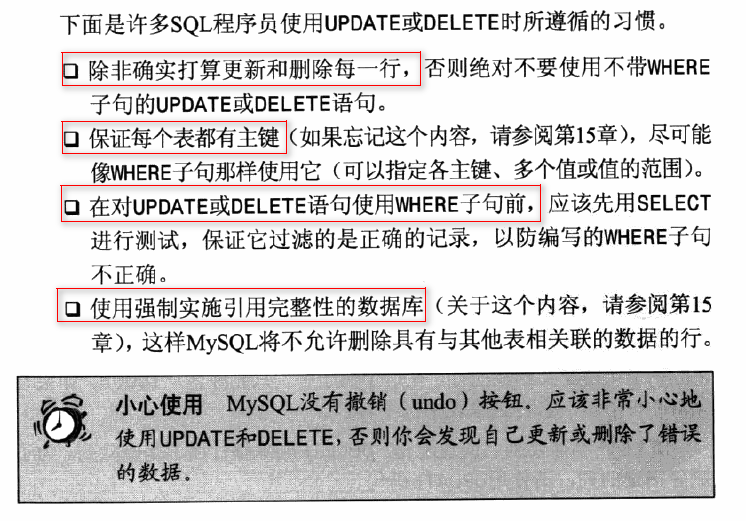 下面是许多SQL程序员使用UPDATE或DELETE时所遵循的习惯。
❑ 除非确实打算更新和删除每一行，否则绝对不要使用不带WHERE
子句的UPDATE或DELETE语句。
❑ 保证每个表都有主键（如果忘记这个内容，请参阅第15章），尽可能
像WHERE子句那样使用它（可以指定各主键、多个值或值的范围）。
❑ 在对UPDATE或DELETE语句使用WHERE子句前，应该先用SELECT
进行测试，保证它过滤的是正确的记录，以防编写的WHERE子句
不正确。
❑ 使用强制实施引用完整性的数据库（关于这个内容，请参阅第15
章），这样MySQL将不允许删除具有与其他表相关联的数据的行。
小心使用 MySQL没有撤销（undo）按钮。应该非常小心地
使用UPDATE和DELETE，否则你会发现自己更新或删除了错误
的数据。